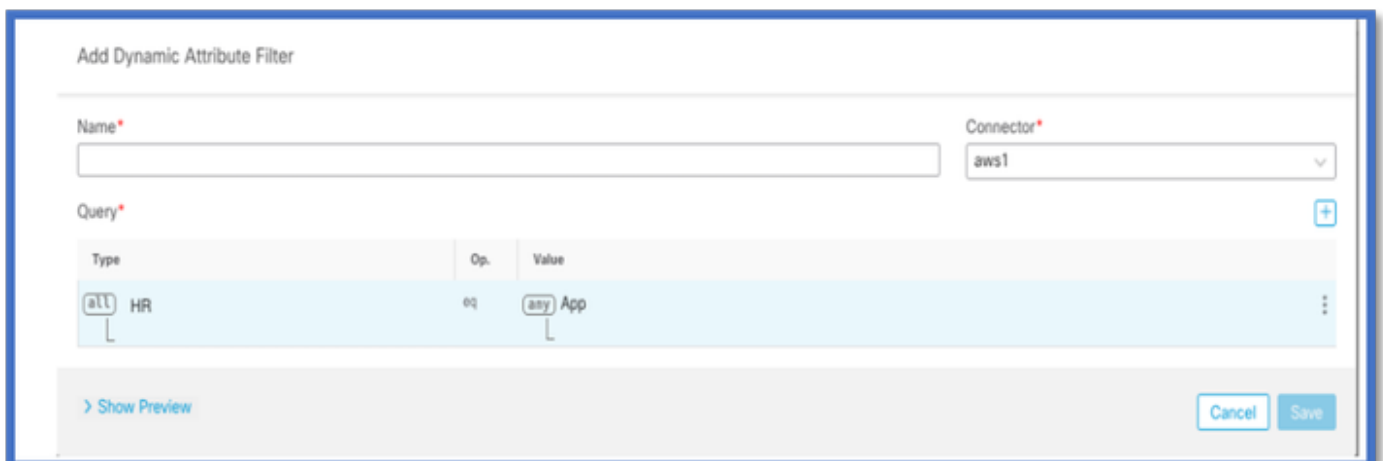 Add Dynamic Attribute Filter
Name* Connector*
aws1
Query*
Type Op. Value
all HR eq any App
> Show Preview Cancel Save